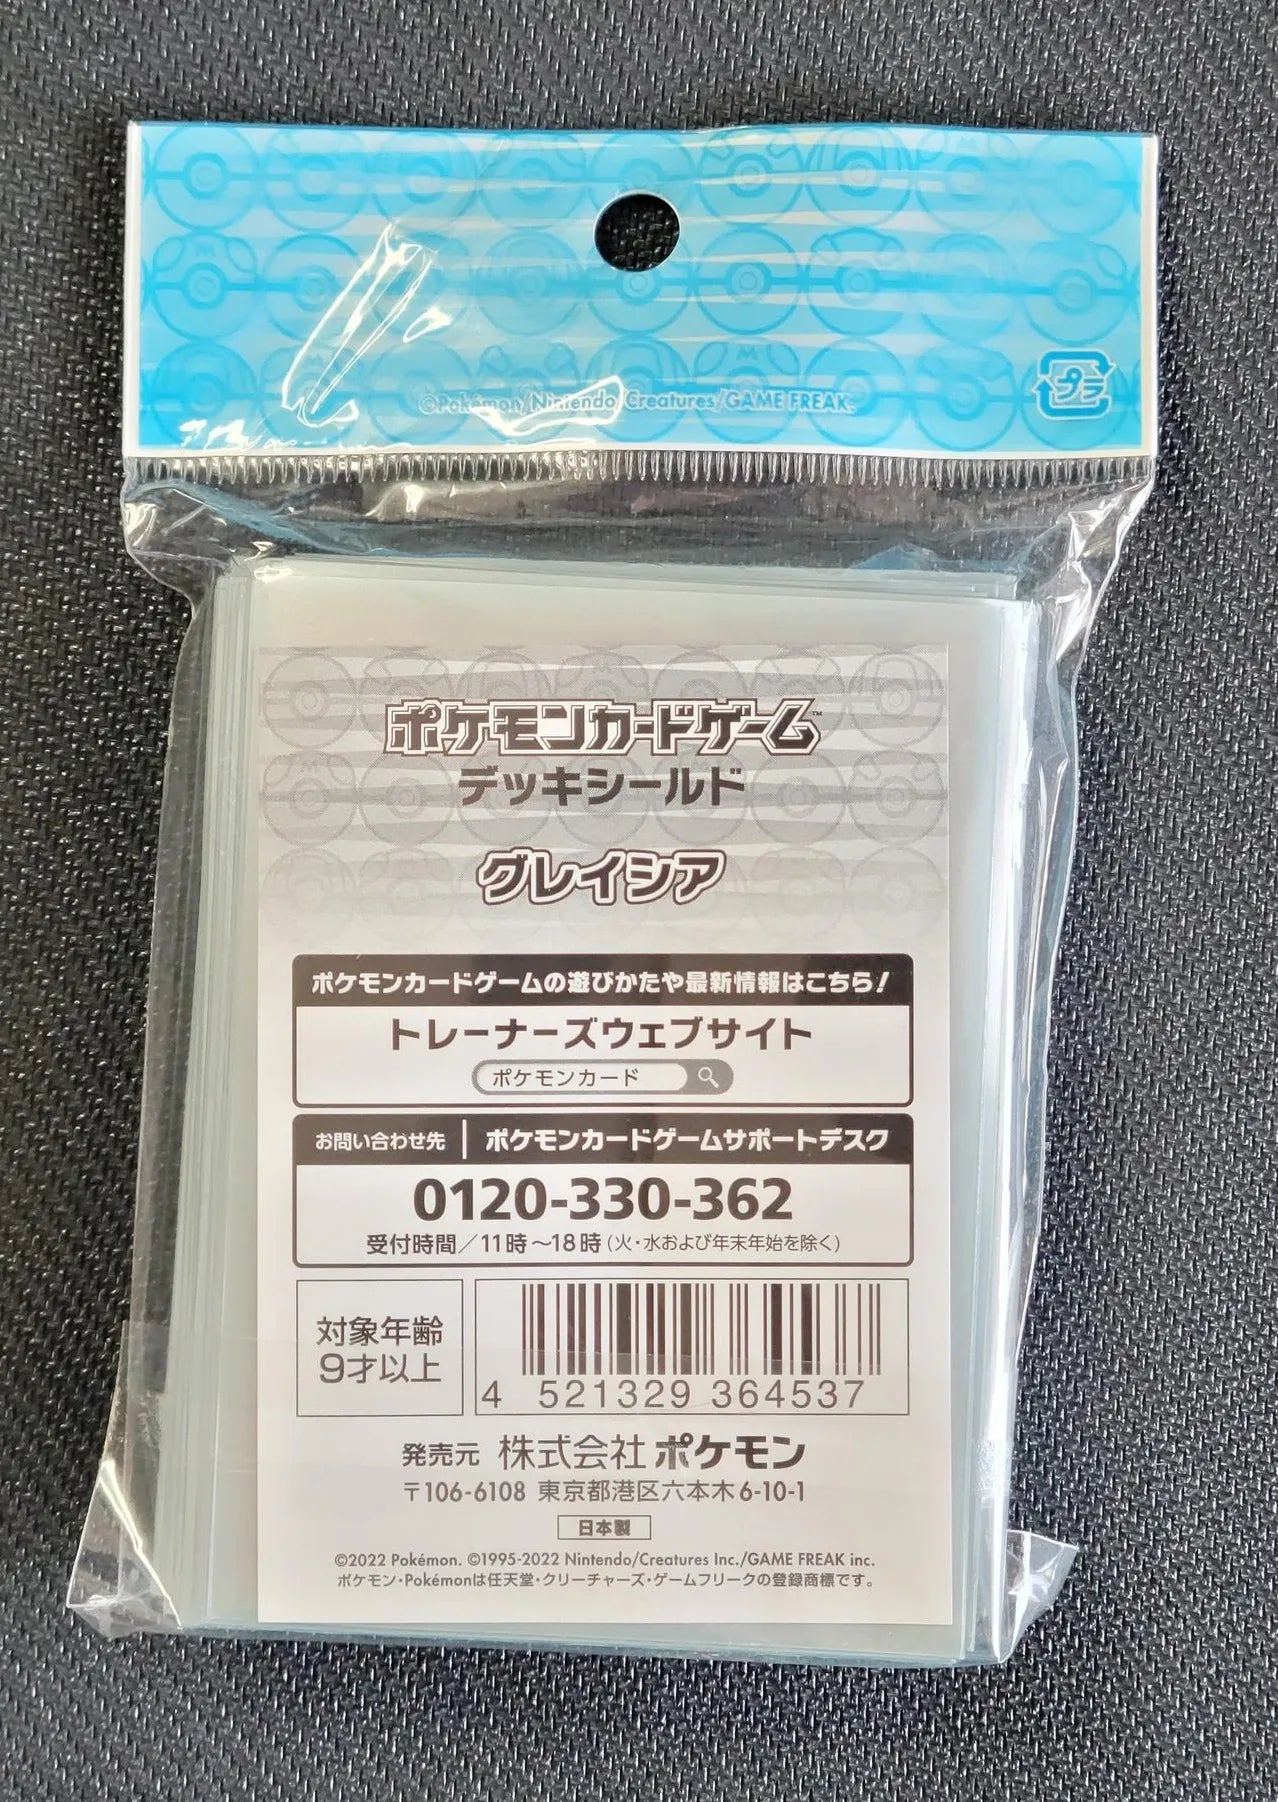 ©Pokémon/Nintendo/Creatures/GAME FREAK
プラ
ポケモンカードゲーム™
デッキシールド
グレイシア
ポケモンカードゲームの遊びかたや最新情報はこちら!
トレーナーズウェブサイト
ポケモンカード
お問い合わせ先 ポケモンカードゲームサポートデスク
0120-330-362
受付時間／11時～18時(火・水および年末年始を除く)
対象年齢
9才以上
4 521329 364537
発売元 株式会社 ポケモン
〒106-6108 東京都港区六本木6-10-1
日本製
©2022 Pokémon. ©1995-2022 Nintendo/Creatures Inc./GAME FREAK inc.
ポケモン・Pokémonは任天堂・クリーチャーズ・ゲームフリークの登録商標です。